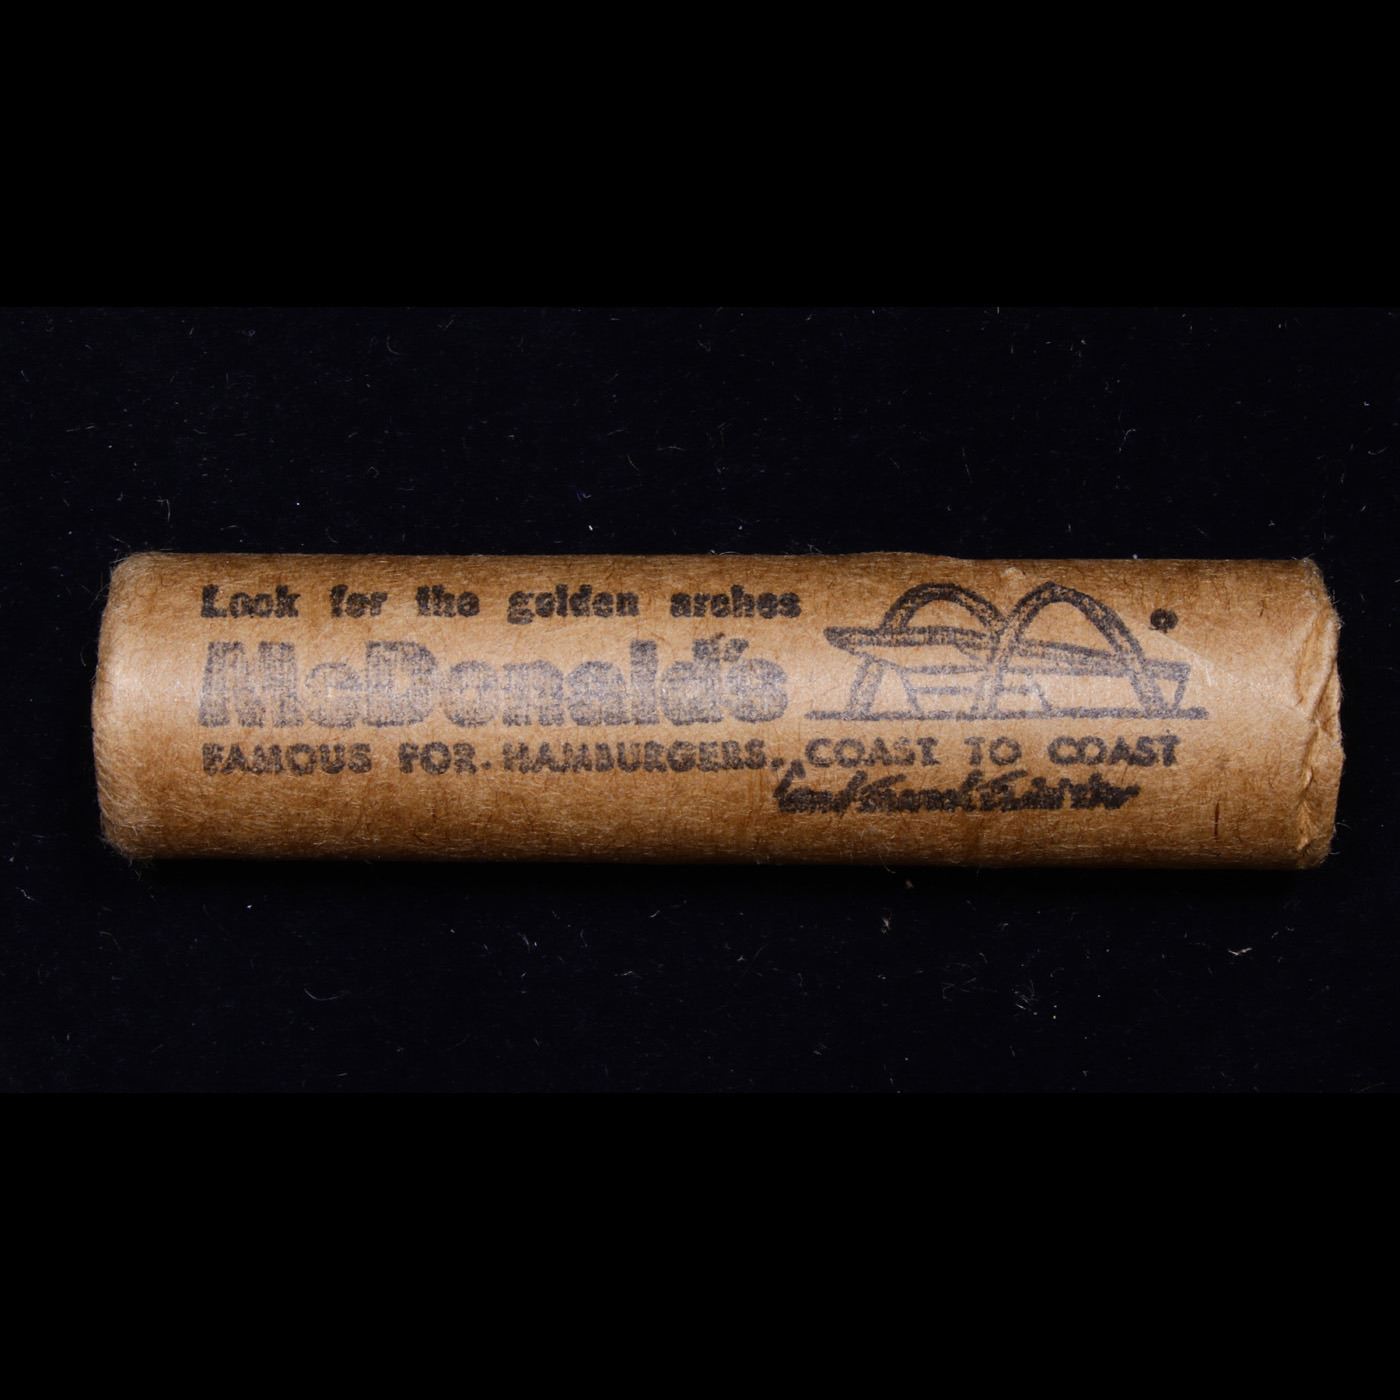 Look for the golden arches
McDonald's
FAMOUS FOR HAMBURGERS, COAST TO COAST